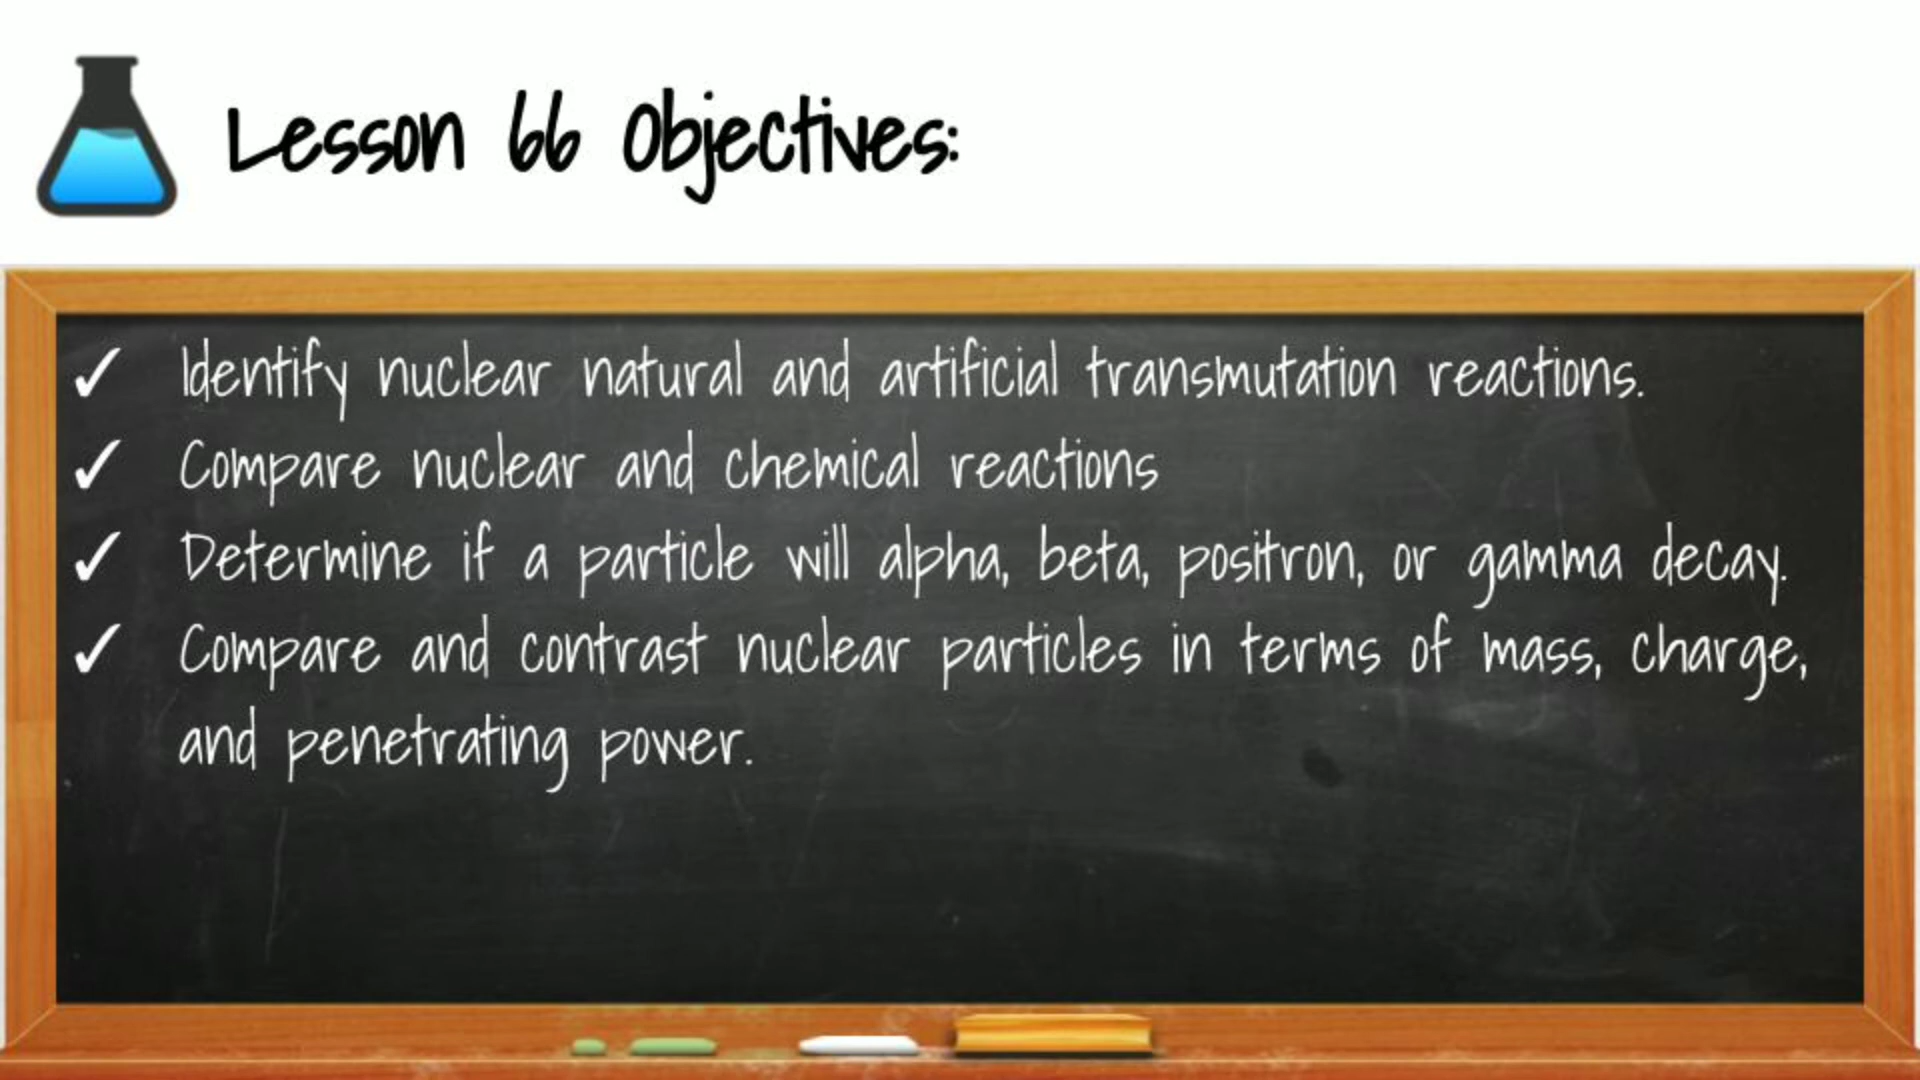 Lesson 66 Objectives:
✓ Identify nuclear natural and artificial transmutation reactions.
✓ Compare nuclear and chemical reactions
✓ Determine if a particle will alpha, beta, positron, or gamma decay.
✓ Compare and contrast nuclear particles in terms of mass, charge,
and penetrating power.